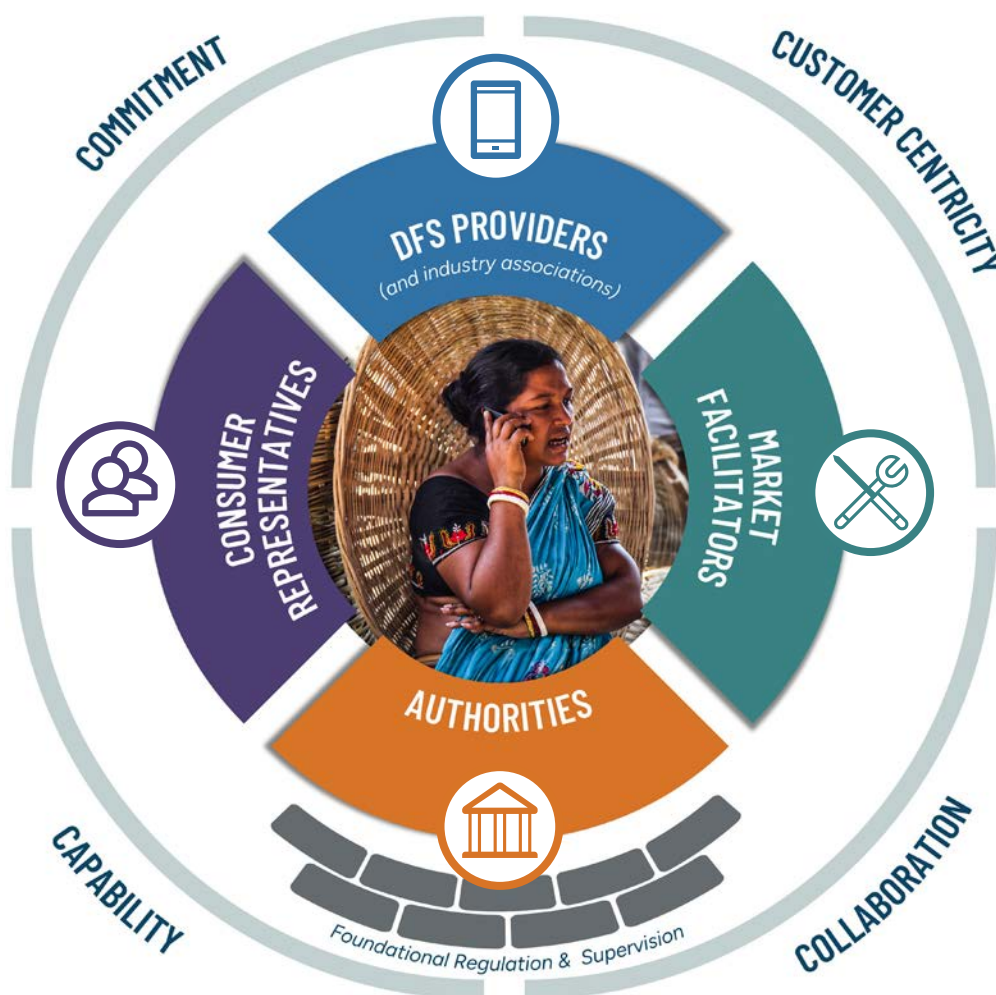 COMMITMENT
CUSTOMER CENTRICITY
DFS PROVIDERS
(and industry associations)
CONSUMER
REPRESENTATIVES
MARKET
FACILITATORS
AUTHORITIES
Foundational Regulation & Supervision
CAPABILITY
COLLABORATION